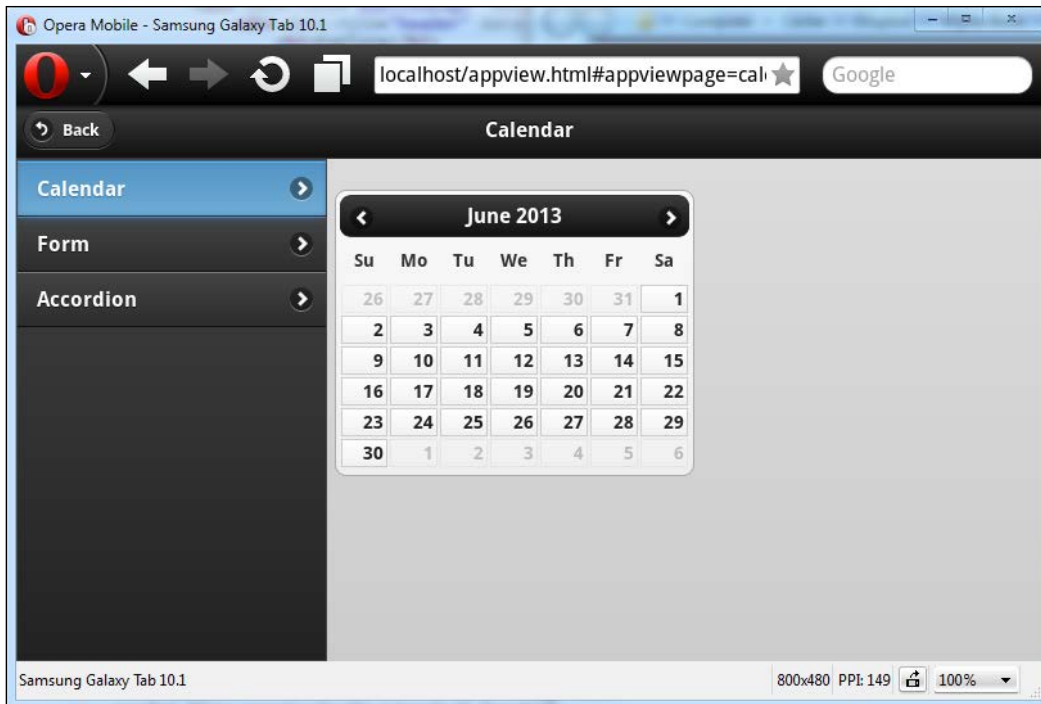 Opera Mobile - Samsung Galaxy Tab 10.1
localhost/appview.html#appviewpage=cal
Google
Back
Calendar
Calendar
Form
Accordion
June 2013
Su Mo Tu We Th Fr Sa
26 27 28 29 30 31 1
2 3 4 5 6 7 8
9 10 11 12 13 14 15
16 17 18 19 20 21 22
23 24 25 26 27 28 29
30 1 2 3 4 5 6
Samsung Galaxy Tab 10.1
800x480 PPI: 149 100%